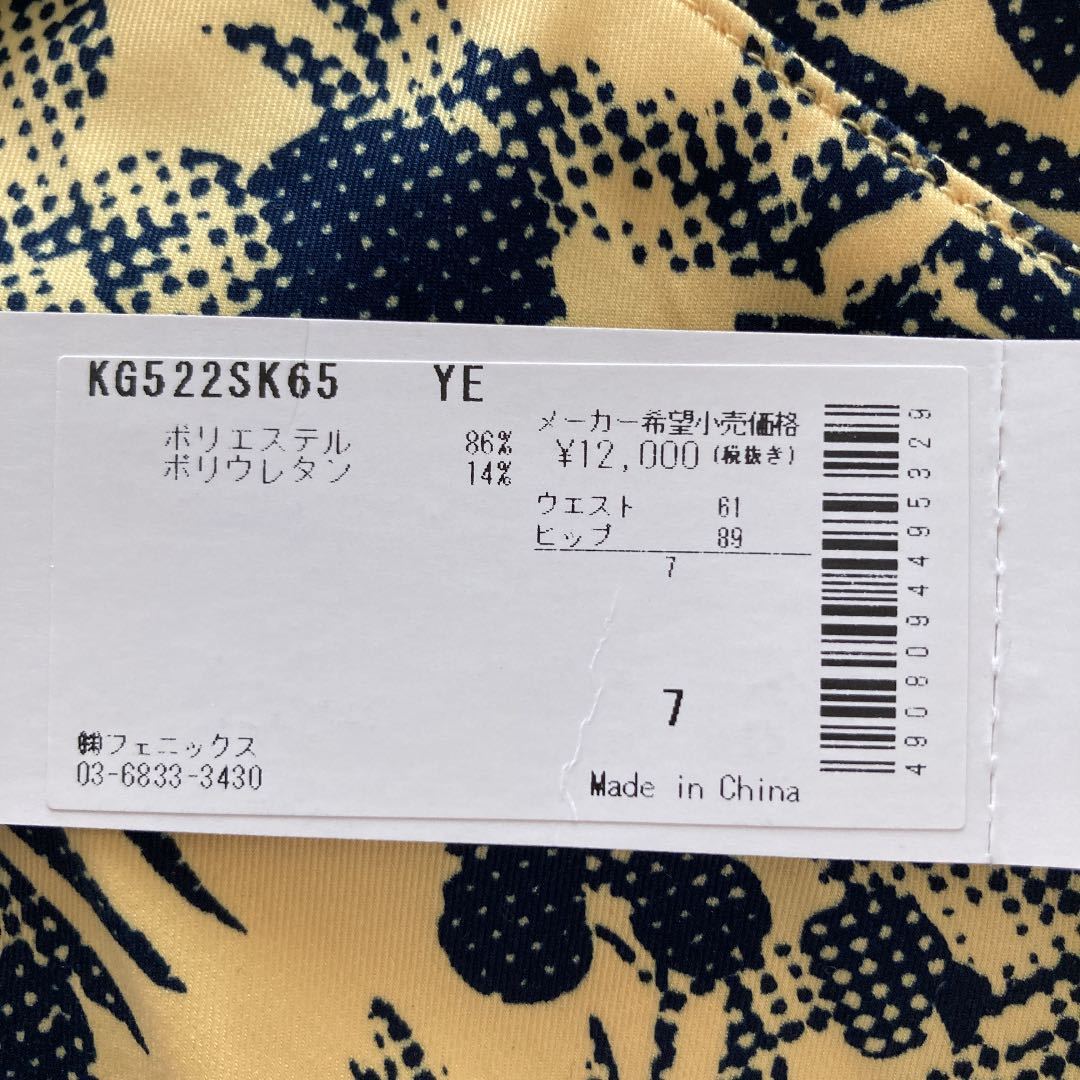 KG522SK65 YE
ポリエステル 86%
ポリウレタン 14%
メーカー希望小売価格
¥12,000(税抜き)
ウエスト 61
ヒップ 89
7
7
㈱フェニックス
03-6833-3430
Made in China
4908094495329